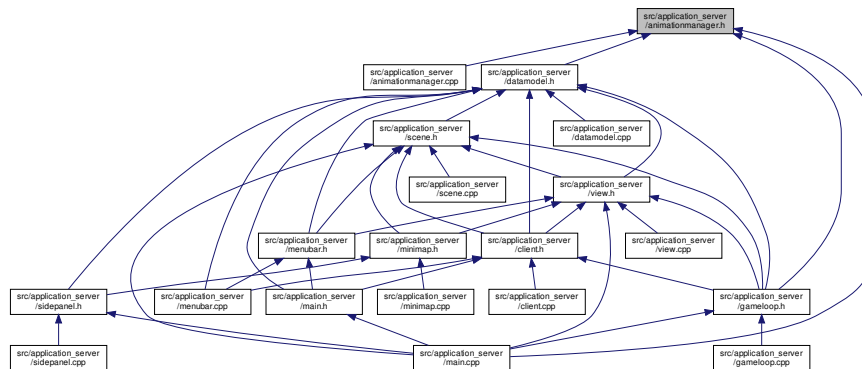 src/application_server
/animationmanager.h
src/application_server
/animationmanager.cpp
src/application_server
/datamodel.h
src/application_server
/scene.h
src/application_server
/datamodel.cpp
src/application_server
/scene.cpp
src/application_server
/view.h
src/application_server
/menubar.h
src/application_server
/minimap.h
src/application_server
/client.h
src/application_server
/view.cpp
src/application_server
/sidepanel.h
src/application_server
/menubar.cpp
src/application_server
/main.h
src/application_server
/minimap.cpp
src/application_server
/client.cpp
src/application_server
/gameloop.h
src/application_server
/sidepanel.cpp
src/application_server
/main.cpp
src/application_server
/gameloop.cpp